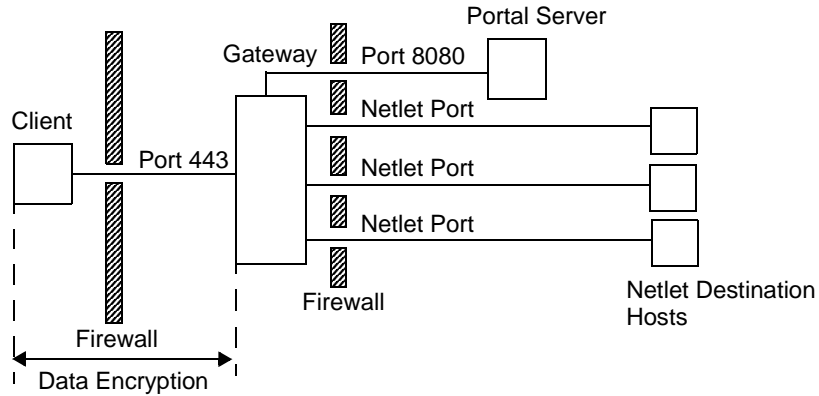 Portal Server
Gateway
Port 8080
Netlet Port
Client
Port 443
Netlet Port
Netlet Port
Firewall
Netlet Destination
Hosts
Firewall
Data Encryption